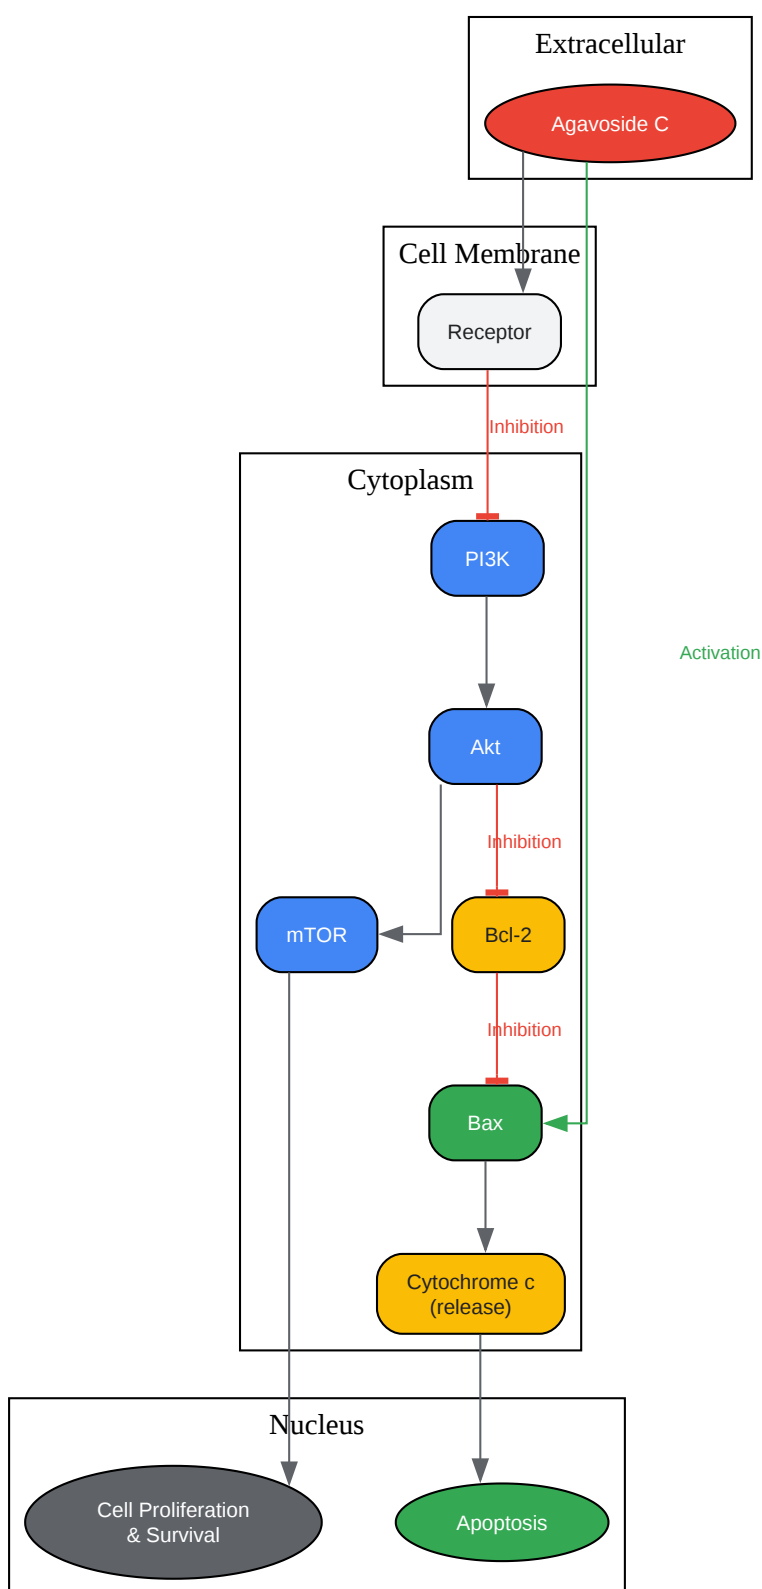 Extracellular
Agavoside C
Cell Membrane
Receptor
Inhibition
Cytoplasm
PI3K
Activation
Akt
Inhibition
mTOR
Bcl-2
Inhibition
Bax
Cytochrome c
(release)
Nucleus
Cell Proliferation
& Survival
Apoptosis